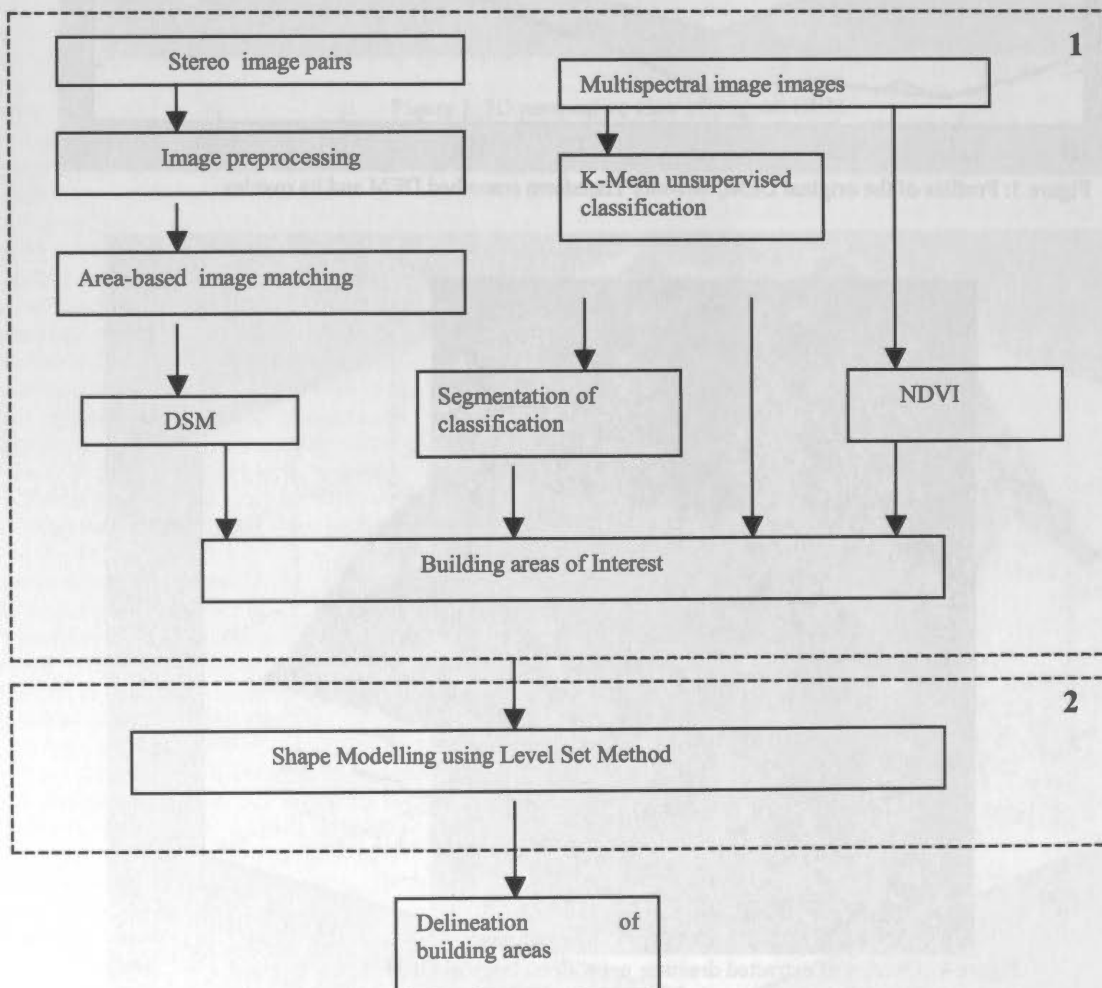 1
Stereo image pairs
Multispectral image images
Image preprocessing
K-Mean unsupervised
classification
Area-based image matching
Segmentation of
classification
NDVI
DSM
Building areas of Interest
2
Shape Modelling using Level Set Method
Delineation of
building areas